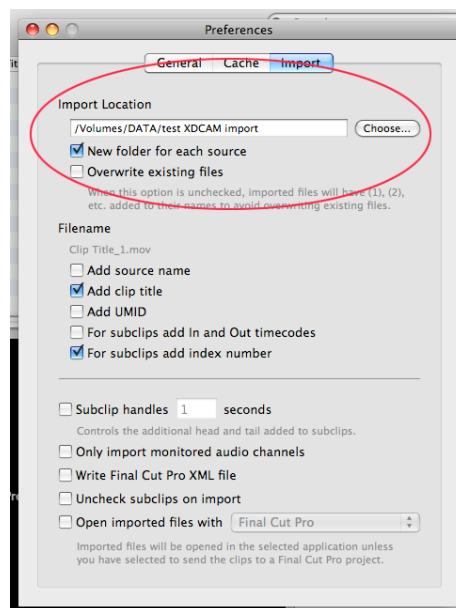 Preferences
General Cache Import
Import Location
/Volumes/DATA/test XDCAM import Choose...
New folder for each source
Overwrite existing files
When this option is unchecked, imported files will have (1), (2),
etc. added to their names to avoid overwriting existing files.
Filename
Clip Title_1.mov
Add source name
Add clip title
Add UMID
For subclips add In and Out timecodes
For subclips add index number
Subclip handles 1 seconds
Controls the additional head and tail added to subclips.
Only import monitored audio channels
Write Final Cut Pro XML file
Uncheck subclips on import
Open imported files with Final Cut Pro
Imported files will be opened in the selected application unless
you have selected to send the clips to a Final Cut Pro project.